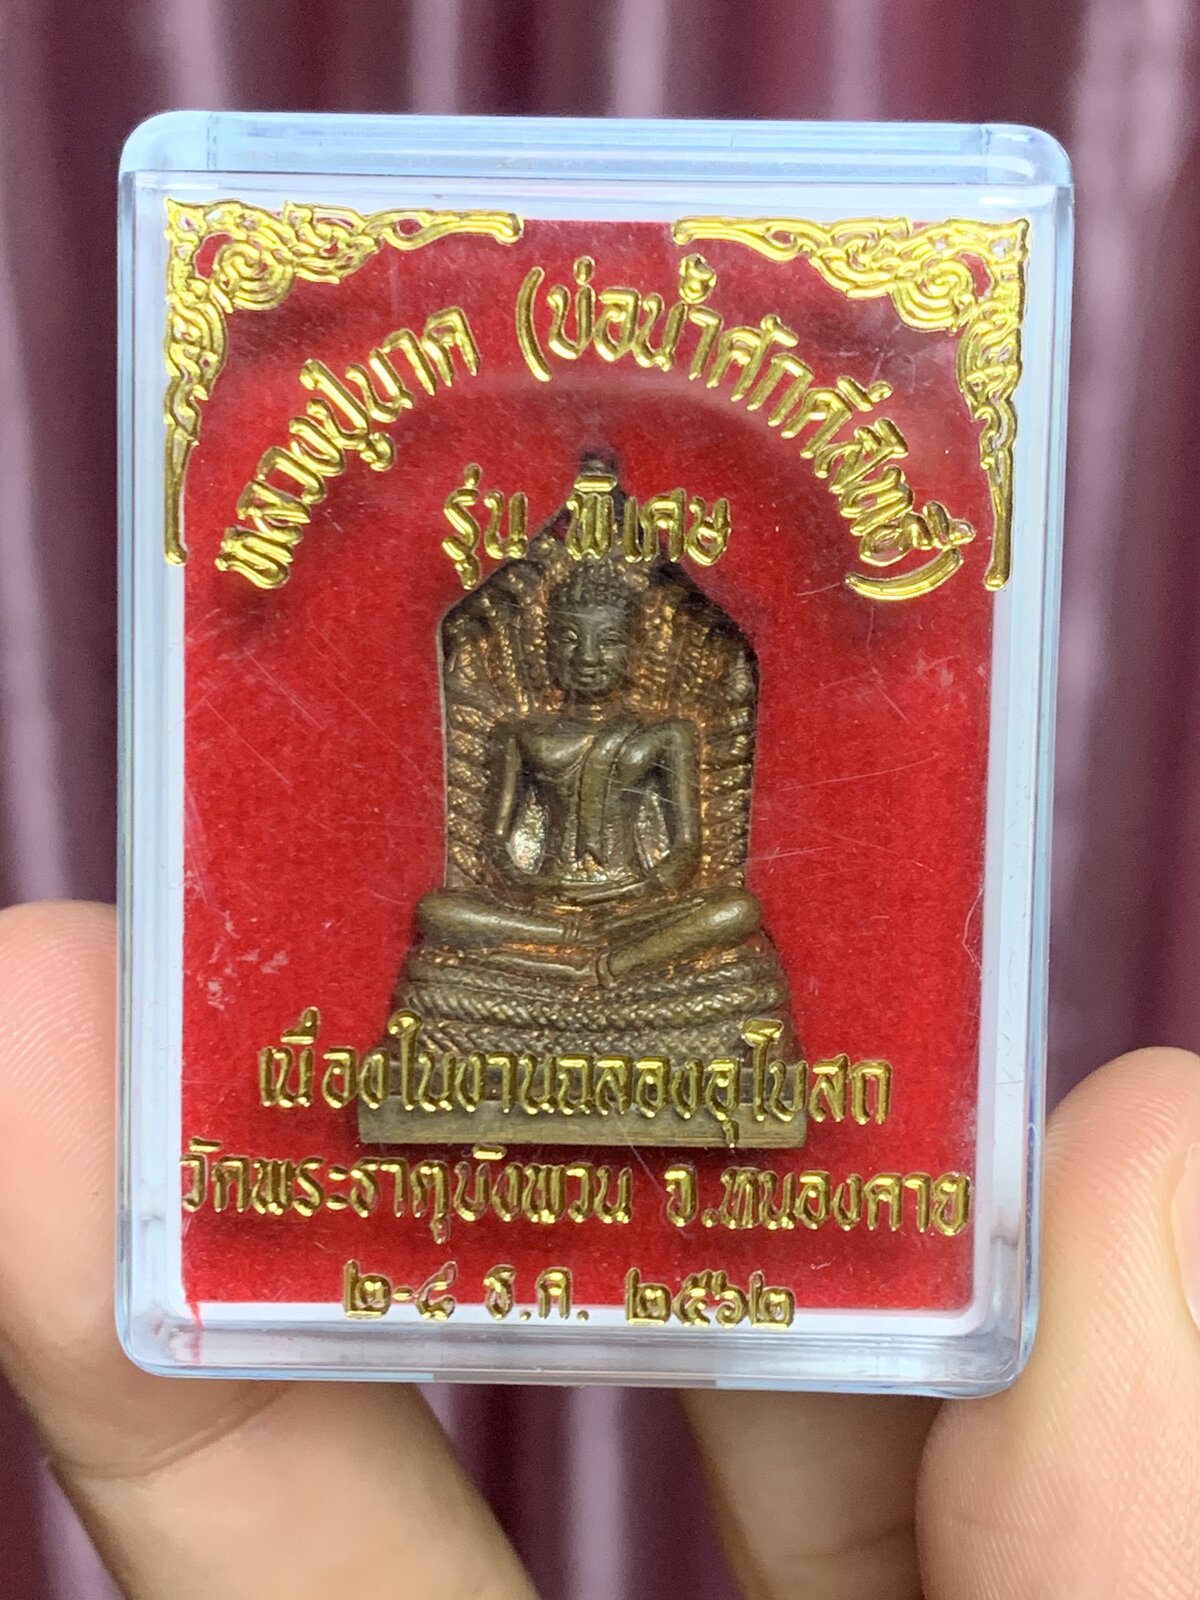 หลวงปู่นาค (บ่อน้ำศักดิ์สิทธิ์)
รุ่น พิเศษ
เนื่องในงานฉลองอุโบสถ
วัดพระธาตุบังพวน จ.หนองคาย
๒-๘ ธ.ค. ๒๕๖๒